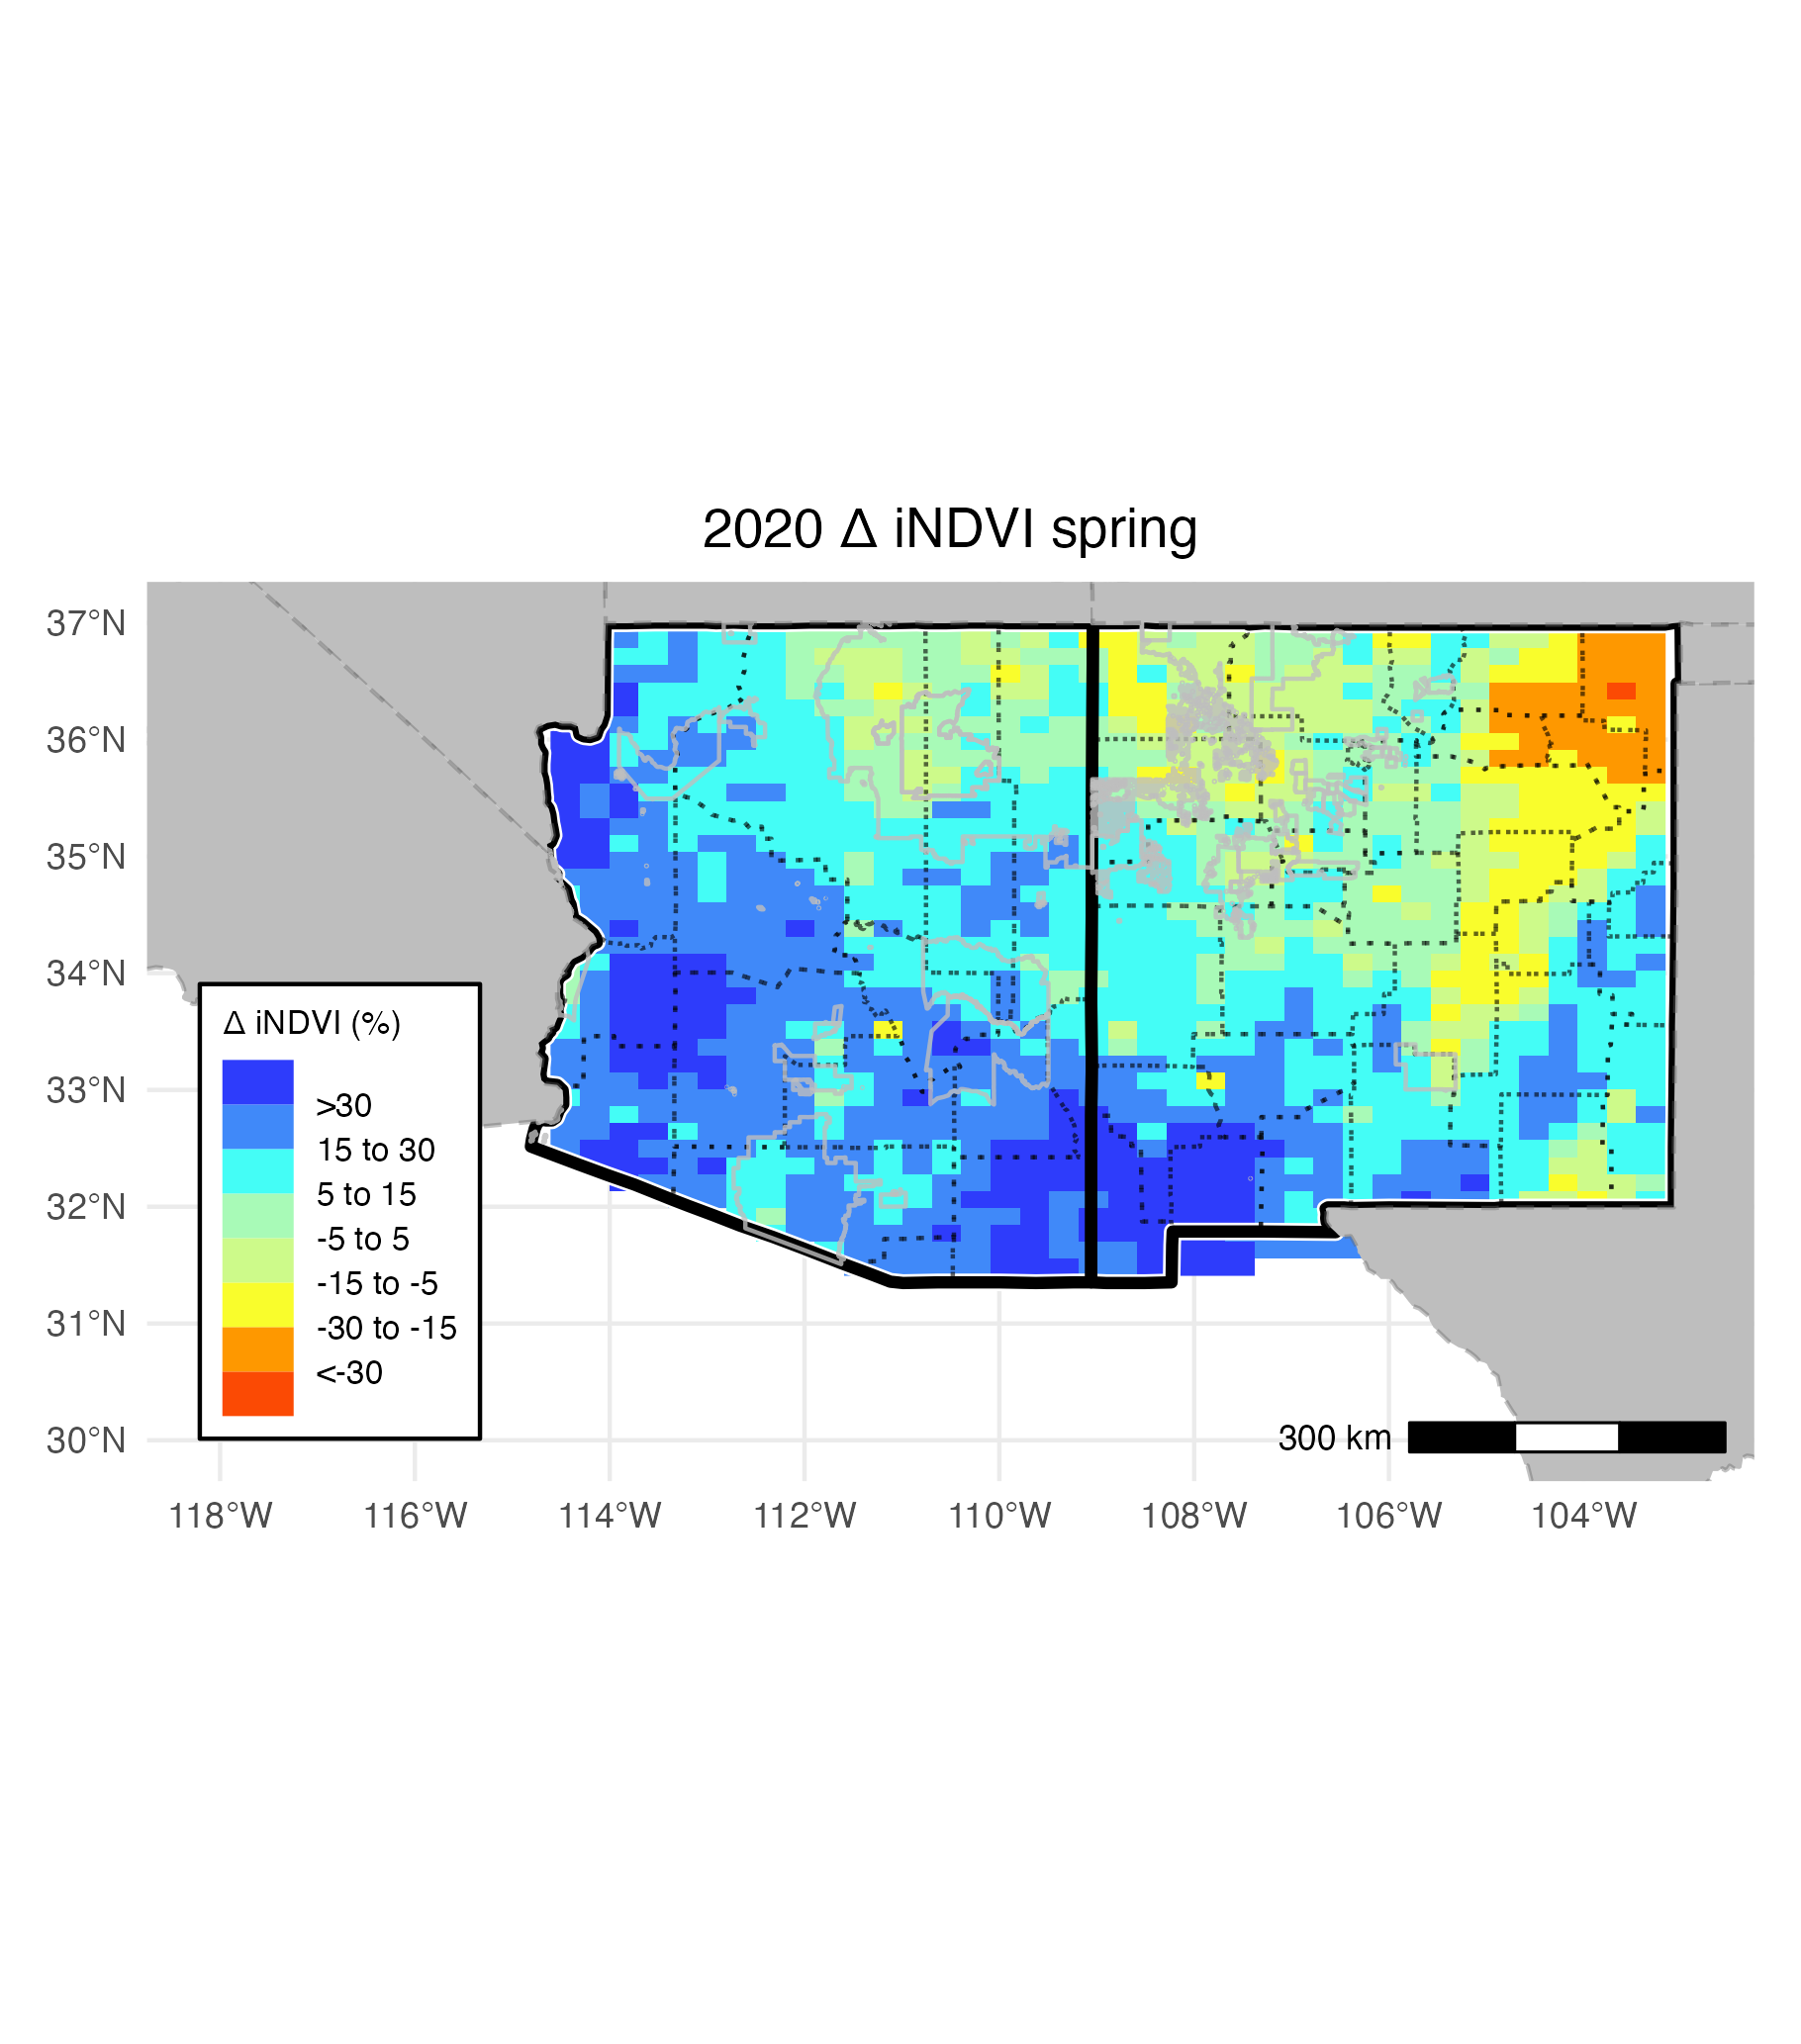 2020 Δ iNDVI spring
37°N
36°N
35°N
34°N
33°N
32°N
31°N
30°N
Δ iNDVI (%)
>30
15 to 30
5 to 15
-5 to 5
-15 to -5
-30 to -15
<-30
300 km
118°W
116°W
114°W
112°W
110°W
108°W
106°W
104°W